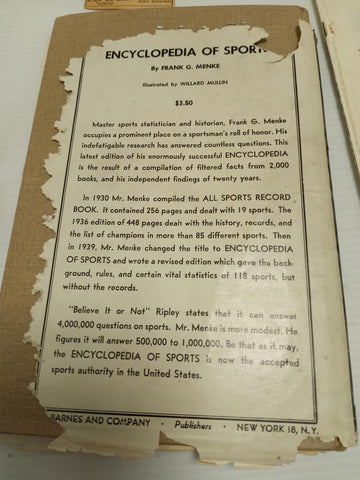 ENCYCLOPEDIA OF SPORT
By FRANK G. MENKE
Illustrated by WILLARD MULLIN
$3.50
Master sports statistician and historian, Frank G. Menke
occupies a prominent place on a sportsman's roll of honor. His
indefatigable research has answered countless questions. This
latest edition of his enormously successful ENCYCLOPEDIA
is the result of a compilation of filtered facts from 2,000
books, and his independent findings of twenty years.
In 1930 Mr. Menke compiled the ALL SPORTS RECORD
BOOK. It contained 256 pages and dealt with 19 sports. The
1936 edition of 448 pages dealt with the history, records, and
the list of champions in more than 85 different sports. Then
in 1939, Mr. Menke changed the title to ENCYCLOPEDIA
OF SPORTS and wrote a revised edition which gave the back-
ground, rules, and certain vital statistics of 118 sports, but
without the records.
"Believe It or Not" Ripley states that it can answer
4,000,000 questions on sports. Mr. Menke is more modest. He
figures it will answer 500,000 to 1,000,000. Be that as it may,
the ENCYCLOPEDIA OF SPORTS is now the accepted
sports authority in the United States.
BARNES AND COMPANY • Publishers • NEW YORK 18, N.Y.